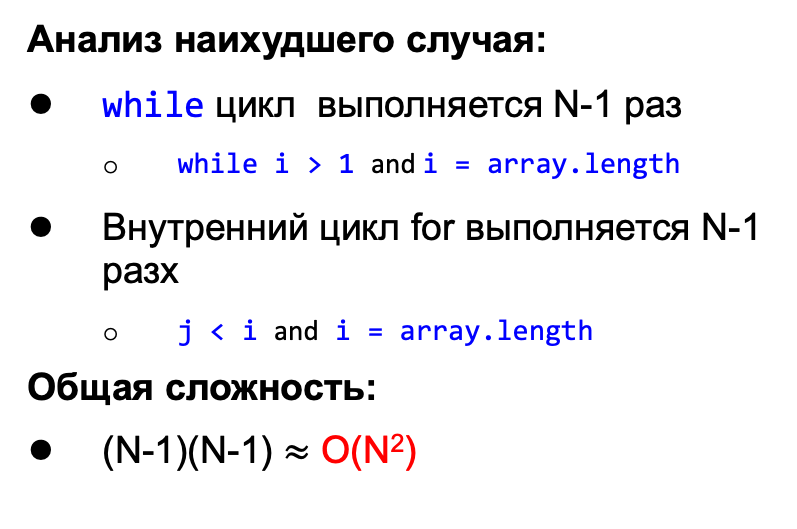 Анализ наихудшего случая:
● while цикл выполняется N-1 раз
○ while i > 1 and i = array.length
● Внутренний цикл for выполняется N-1
разх
○ j < i and i = array.length
Общая сложность:
● (N-1)(N-1) ≈ O(N²)